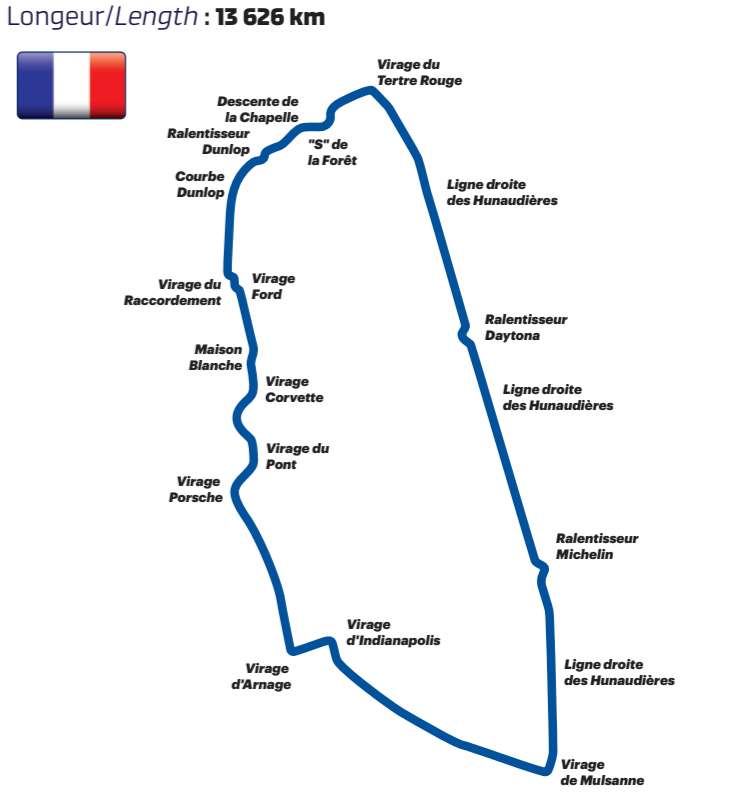 Longeur/Length : 13 626 km
Virage du
Tertre Rouge
Descente de
la Chapelle
Ralentisseur
Dunlop
"S" de
la Forêt
Courbe
Dunlop
Ligne droite
des Hunaudières
Virage du
Raccordement
Virage
Ford
Ralentisseur
Daytona
Maison
Blanche
Virage
Corvette
Ligne droite
des Hunaudières
Virage du
Pont
Virage
Porsche
Ralentisseur
Michelin
Virage
d'Indianapolis
Virage
d'Arnage
Ligne droite
des Hunaudières
Virage
de Mulsanne